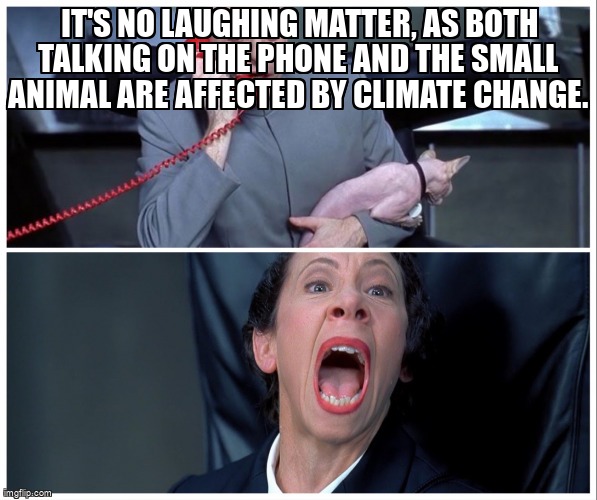 IT'S NO LAUGHING MATTER, AS BOTH
TALKING ON THE PHONE AND THE SMALL
ANIMAL ARE AFFECTED BY CLIMATE CHANGE.
imgflip.com